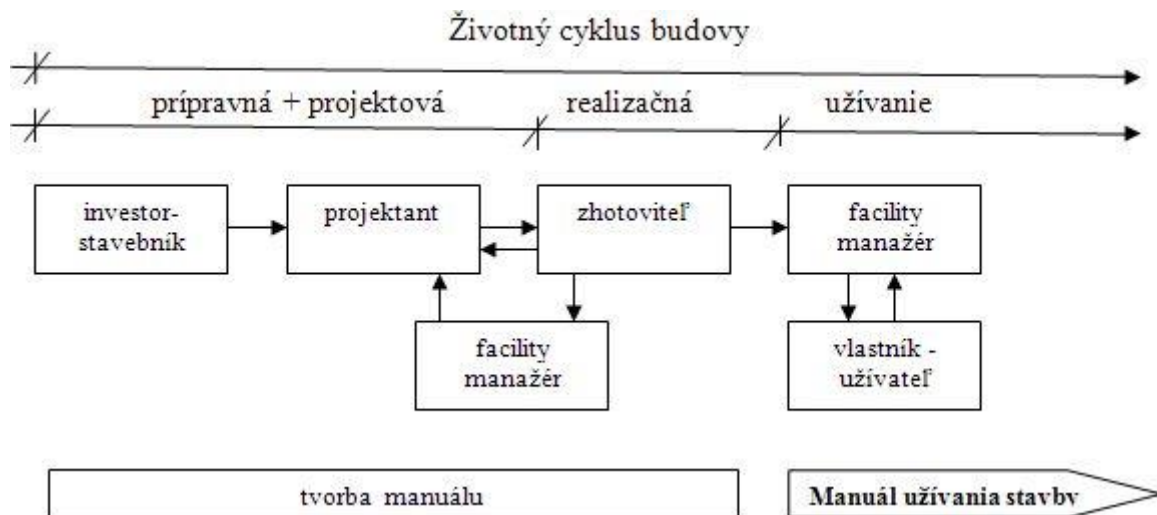 Životný cyklus budovy
prípravná + projektová realizačná užívanie
investor-
stavebník
projektant
zhotoviteľ
facility
manažér
facility
manažér
vlastník -
užívateľ
tvorba manuálu
Manuál užívania stavby